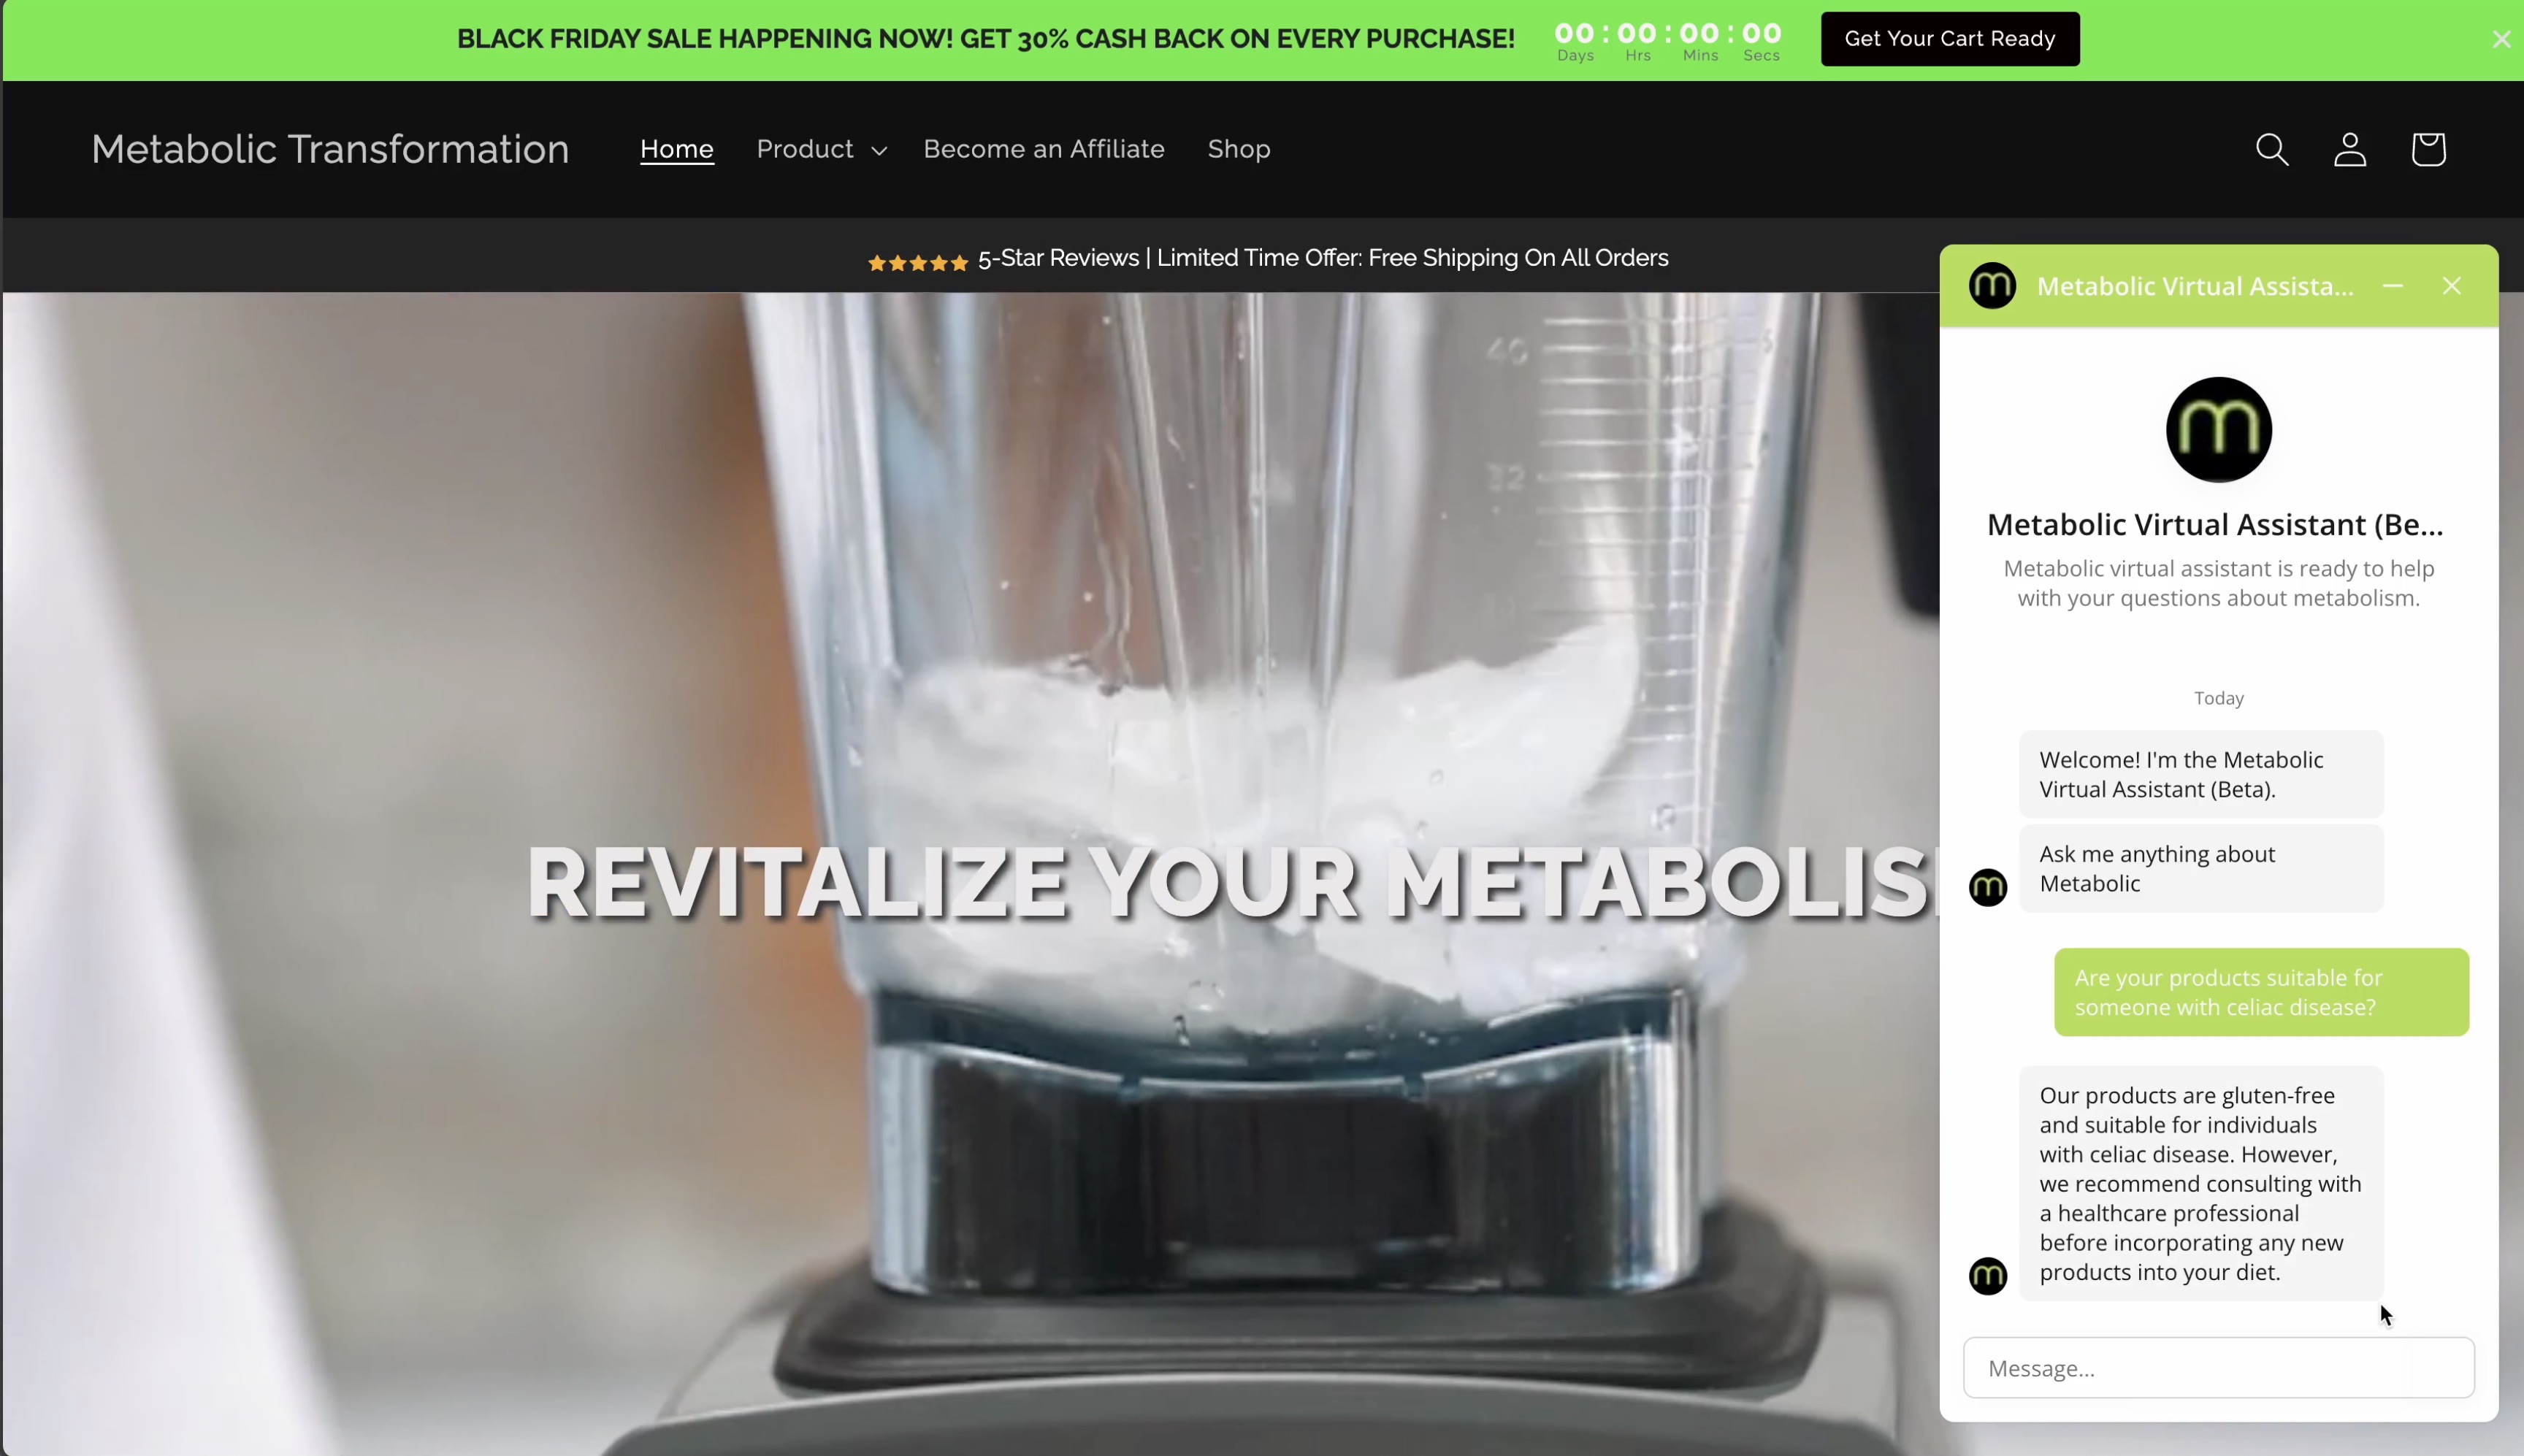 BLACK FRIDAY SALE HAPPENING NOW! GET 30% CASH BACK ON EVERY PURCHASE!
00 : 00 : 00 : 00
Days Hrs Mins Secs
Get Your Cart Ready
Metabolic Transformation
Home
Product
Become an Affiliate
Shop
5-Star Reviews | Limited Time Offer: Free Shipping On All Orders
40
32
REVITALIZE YOUR METABOLIS
Metabolic Virtual Assista...
Metabolic Virtual Assistant (Be...
Metabolic virtual assistant is ready to help
with your questions about metabolism.
Today
Welcome! I'm the Metabolic
Virtual Assistant (Beta).
Ask me anything about
Metabolic
Are your products suitable for
someone with celiac disease?
Our products are gluten-free
and suitable for individuals
with celiac disease. However,
we recommend consulting with
a healthcare professional
before incorporating any new
products into your diet.
Message...